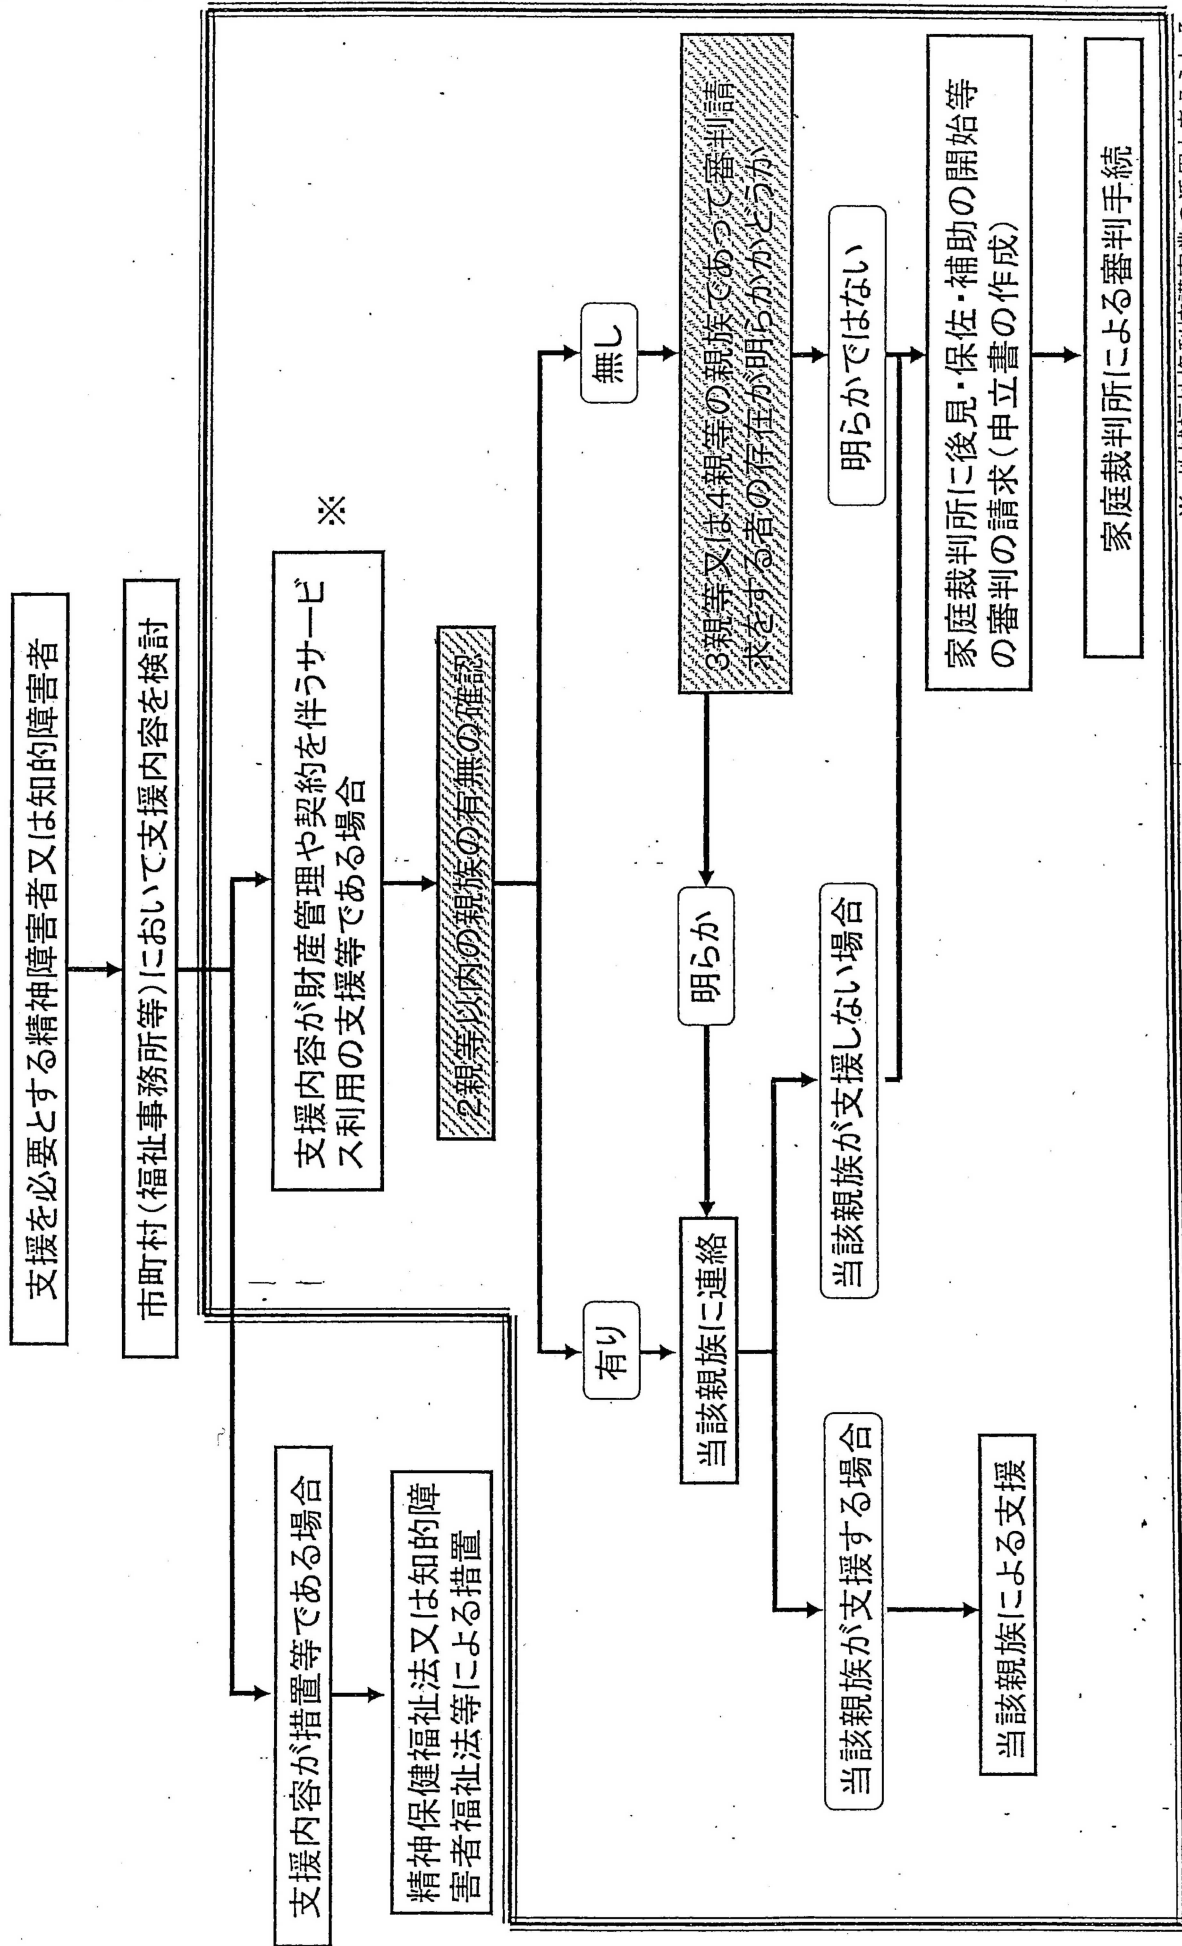 支援を必要とする精神障害者又は知的障害者
市町村(福祉事務所等)において支援内容を検討
支援内容が措置等である場合
精神保健福祉法又は知的障
害者福祉法等による措置
支援内容が財産管理や契約を伴うサービ
ス利用の支援等である場合
※
2親等以内の親族の有無の確認
有り
無し
当該親族に連絡
明らか
3親等又は4親等の親族であって審判請
求をする者の存在が明らかかどうか
当該親族が支援する場合
当該親族が支援しない場合
明らかではない
当該親族による支援
家庭裁判所に後見・保佐・補助の開始等
の審判の請求(申立書の作成)
家庭裁判所による審判手続